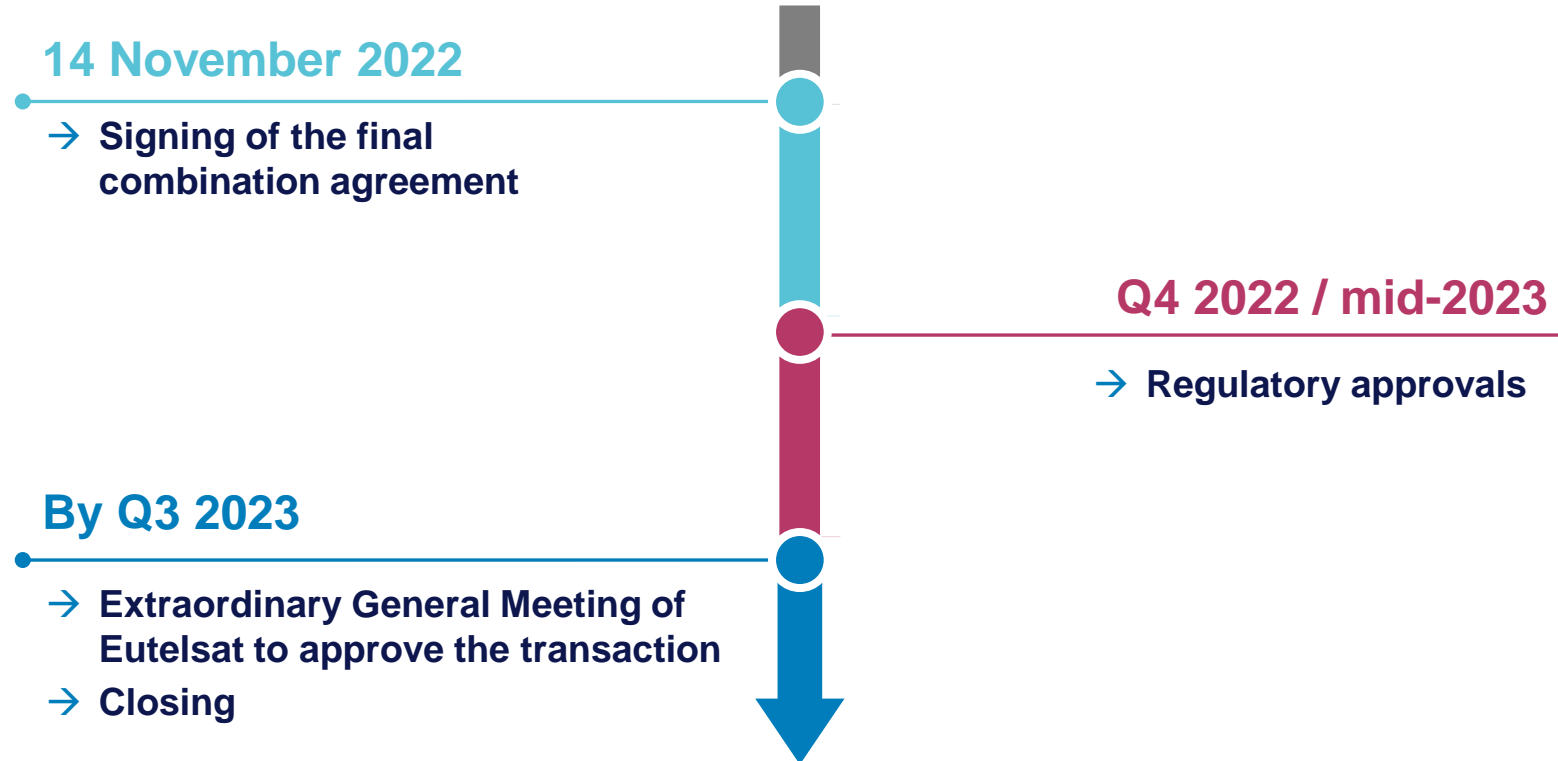 14 November 2022
→ Signing of the final
combination agreement
Q4 2022 / mid-2023
→ Regulatory approvals
By Q3 2023
→ Extraordinary General Meeting of
Eutelsat to approve the transaction
→ Closing